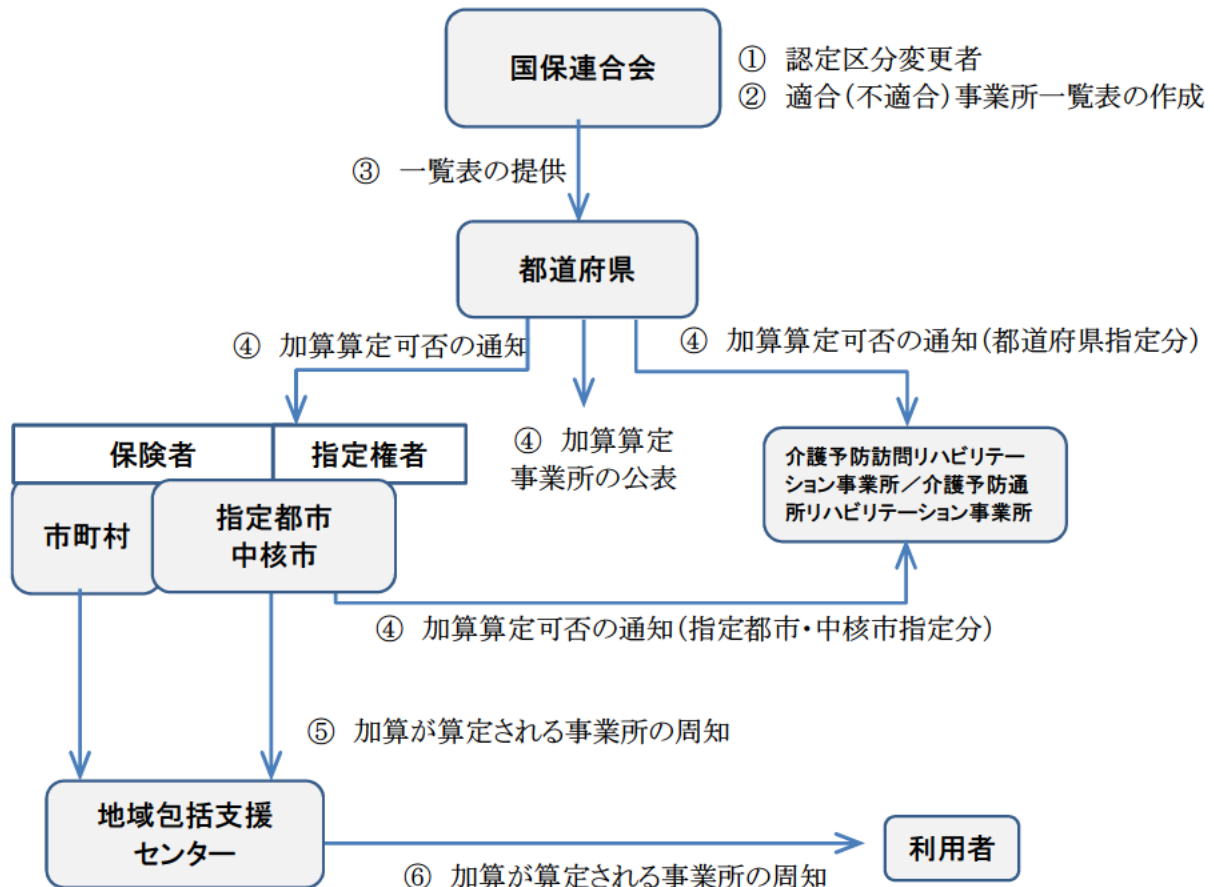 国保連合会
① 認定区分変更者
② 適合(不適合)事業所一覧表の作成
③ 一覧表の提供
都道府県
④ 加算算定可否の通知
④ 加算算定可否の通知(都道府県指定分)
保険者
指定権者
④ 加算算定
事業所の公表
介護予防訪問リハビリテー
ション事業所／介護予防通
所リハビリテーション事業所
市町村
指定都市
中核市
④ 加算算定可否の通知(指定都市・中核市指定分)
⑤ 加算が算定される事業所の周知
地域包括支援
センター
利用者
⑥ 加算が算定される事業所の周知